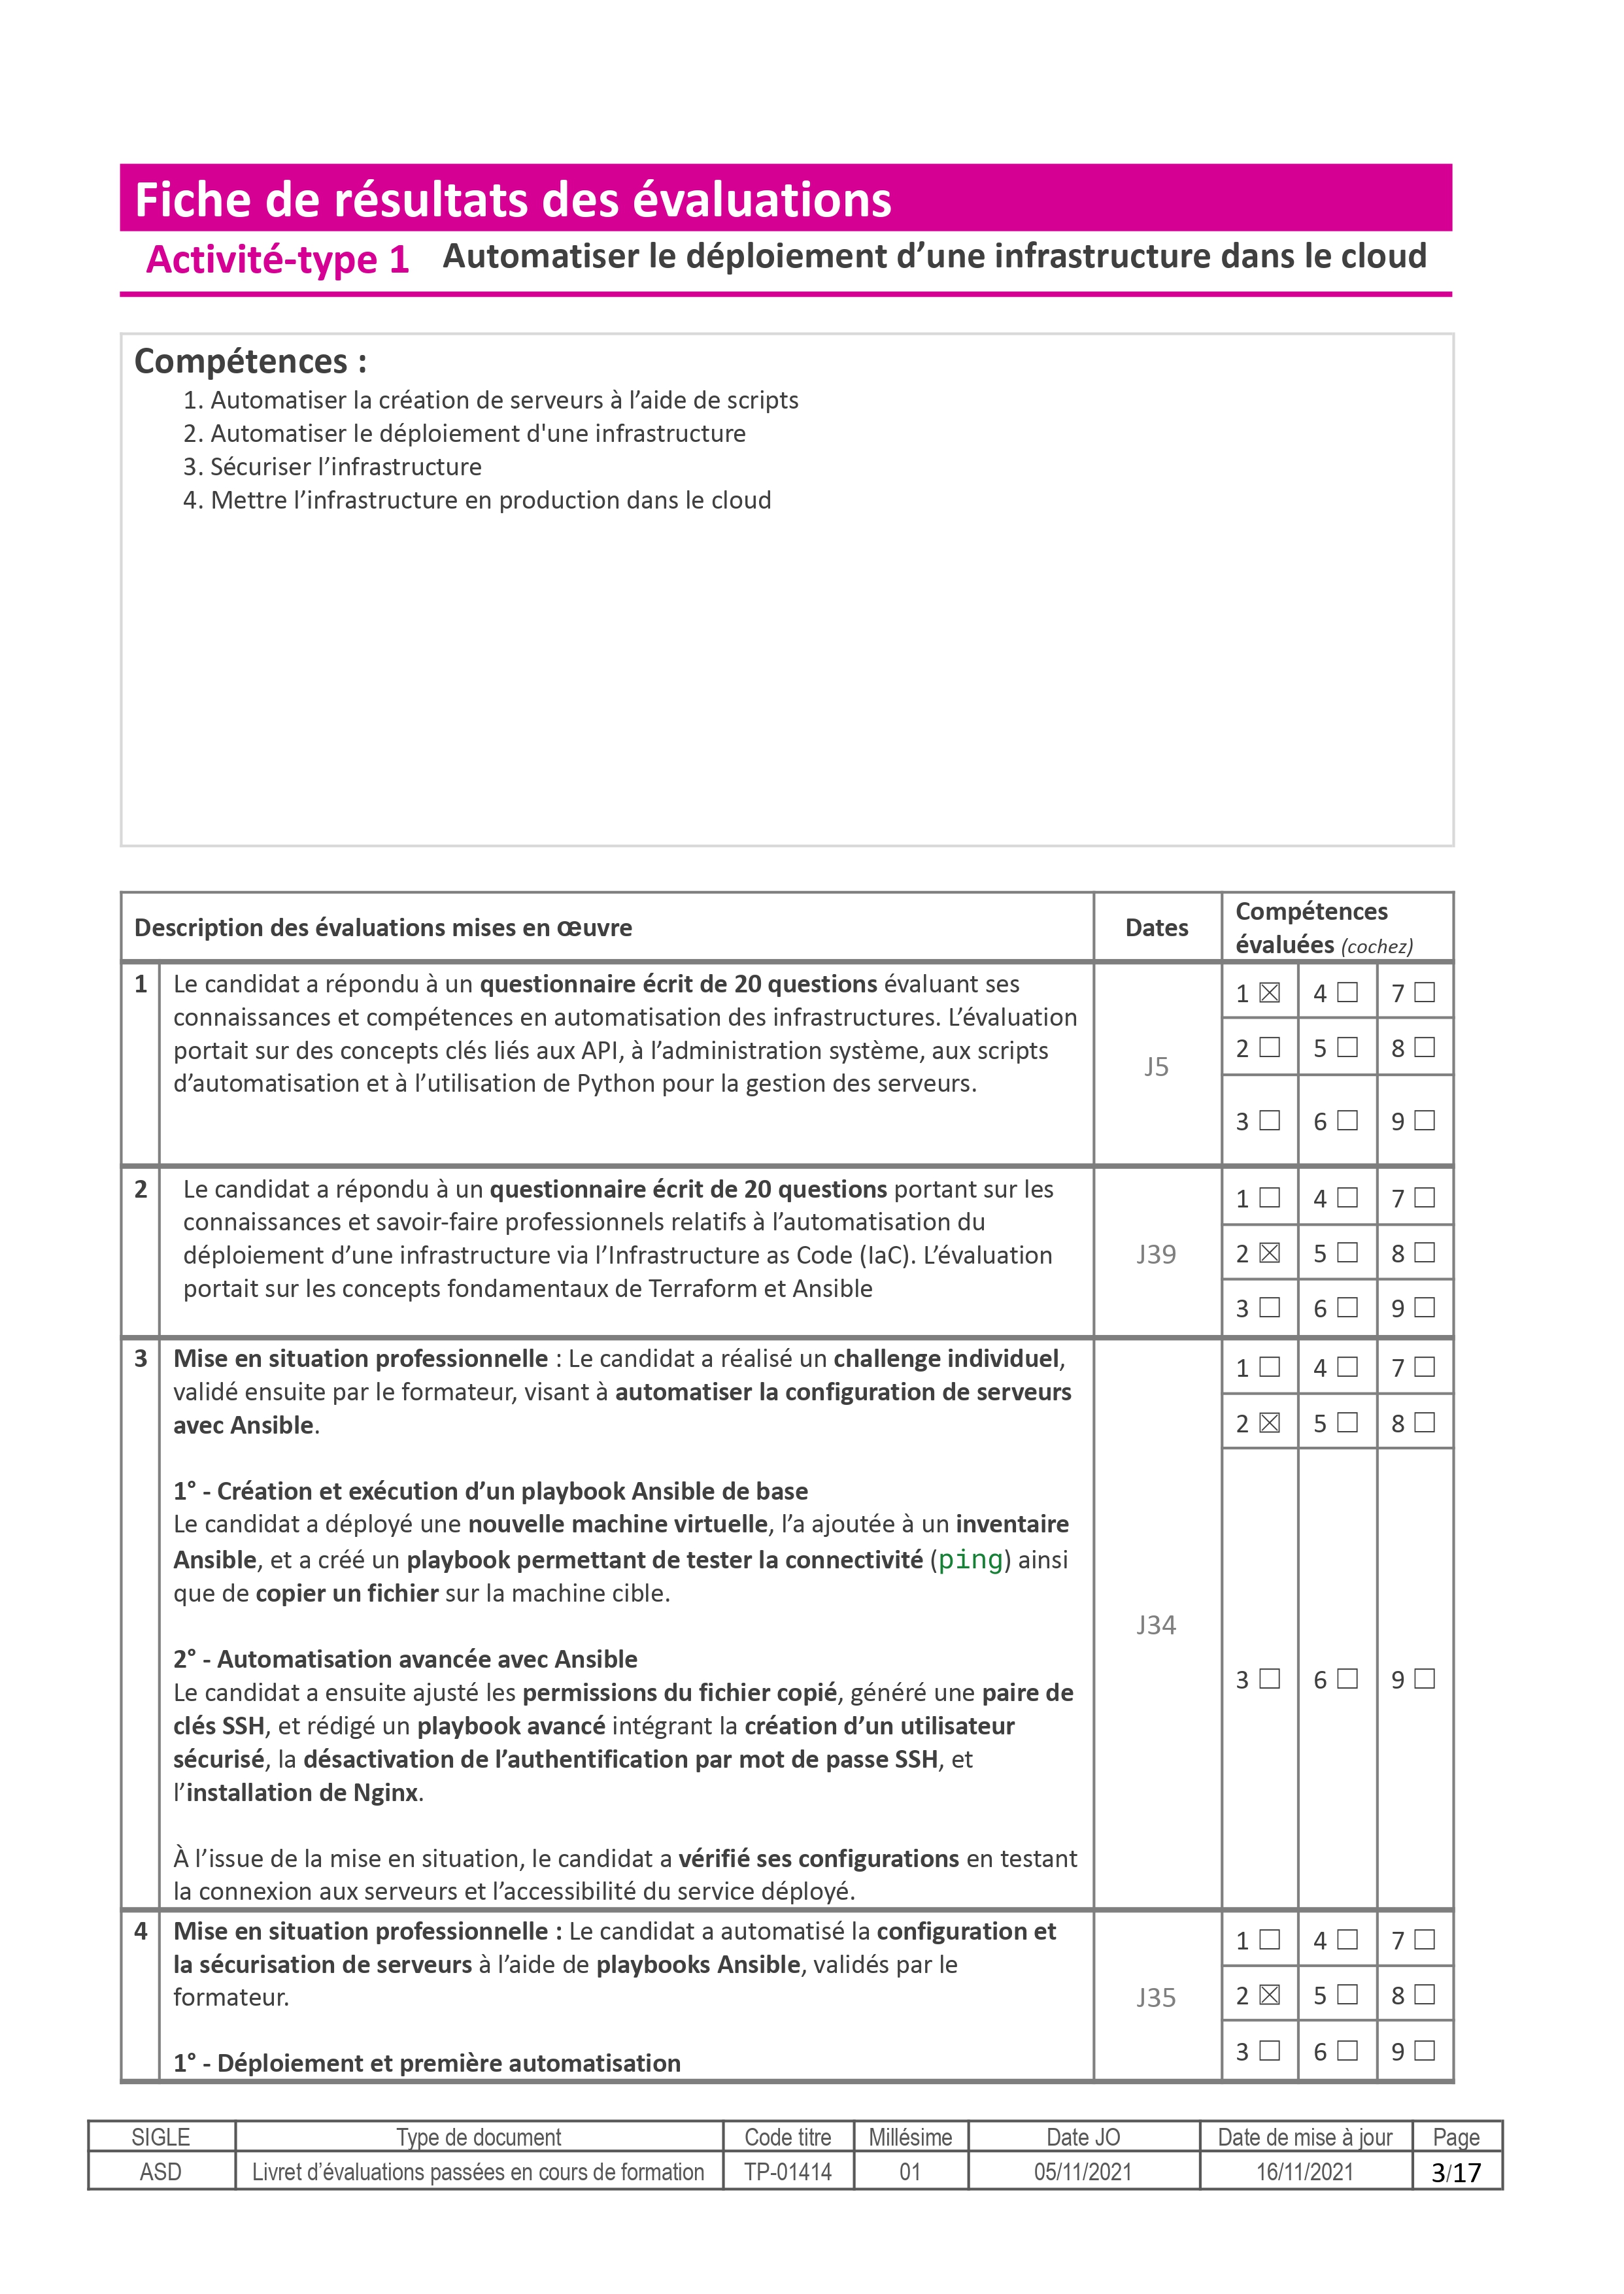 Fiche de résultats des évaluations
Activité-type 1 Automatiser le déploiement d’une infrastructure dans le cloud
Compétences :
1. Automatiser la création de serveurs à l’aide de scripts
2. Automatiser le déploiement d'une infrastructure
3. Sécuriser l’infrastructure
4. Mettre l’infrastructure en production dans le cloud
Description des évaluations mises en œuvre Dates Compétences
évaluées (cochez)
1 Le candidat a répondu à un questionnaire écrit de 20 questions évaluant ses
connaissances et compétences en automatisation des infrastructures. L’évaluation
portait sur des concepts clés liés aux API, à l’administration système, aux scripts
d’automatisation et à l’utilisation de Python pour la gestion des serveurs.
J5
1 ☒ 4 ☐ 7 ☐
2 ☐ 5 ☐ 8 ☐
3 ☐ 6 ☐ 9 ☐
2 Le candidat a répondu à un questionnaire écrit de 20 questions portant sur les
connaissances et savoir-faire professionnels relatifs à l’automatisation du
déploiement d’une infrastructure via l’Infrastructure as Code (IaC). L’évaluation
portait sur les concepts fondamentaux de Terraform et Ansible
J39
1 ☐ 4 ☐ 7 ☐
2 ☒ 5 ☐ 8 ☐
3 ☐ 6 ☐ 9 ☐
3 Mise en situation professionnelle : Le candidat a réalisé un challenge individuel,
validé ensuite par le formateur, visant à automatiser la configuration de serveurs
avec Ansible.
1° - Création et exécution d’un playbook Ansible de base
Le candidat a déployé une nouvelle machine virtuelle, l’a ajoutée à un inventaire
Ansible, et a créé un playbook permettant de tester la connectivité (ping) ainsi
que de copier un fichier sur la machine cible.
2° - Automatisation avancée avec Ansible
Le candidat a ensuite ajusté les permissions du fichier copié, généré une paire de
clés SSH, et rédigé un playbook avancé intégrant la création d’un utilisateur
sécurisé, la désactivation de l’authentification par mot de passe SSH, et
l’installation de Nginx.
À l’issue de la mise en situation, le candidat a vérifié ses configurations en testant
la connexion aux serveurs et l’accessibilité du service déployé.
J34
1 ☐ 4 ☐ 7 ☐
2 ☒ 5 ☐ 8 ☐
3 ☐ 6 ☐ 9 ☐
4 Mise en situation professionnelle : Le candidat a automatisé la configuration et
la sécurisation de serveurs à l’aide de playbooks Ansible, validés par le
formateur.
1° - Déploiement et première automatisation
J35
1 ☐ 4 ☐ 7 ☐
2 ☒ 5 ☐ 8 ☐
3 ☐ 6 ☐ 9 ☐
SIGLE Type de document Code titre Millésime Date JO Date de mise à jour Page
ASD Livret d’évaluations passées en cours de formation TP-01414 01 05/11/2021 16/11/2021 3/17